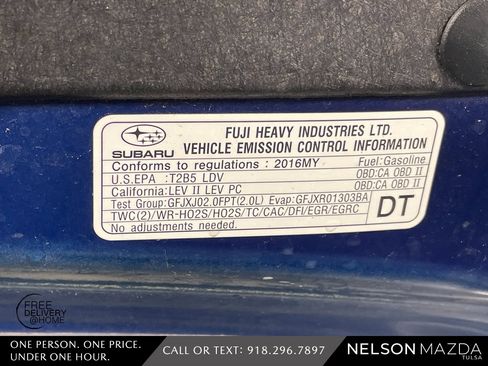 SUBARU
FUJI HEAVY INDUSTRIES LTD.
VEHICLE EMISSION CONTROL INFORMATION
Conforms to regulations : 2016MY Fuel:Gasoline
U.S.EPA :T2B5 LDV OBD:CA OBD II
California:LEV II LEV PC OBD:CA OBD II
Test Group:GFJXJ02.0FPT(2.0L) Evap:GFJXR01303BA
TWC(2)/WR-HO2S/HO2S/TC/CAC/DFI/EGR/EGRC
No adjustments needed.
DT
FREE
DELIVERY
@HOME
ONE PERSON. ONE PRICE.
UNDER ONE HOUR.
CALL OR TEXT: 918.296.7897
NELSON MAZDA
TULSA